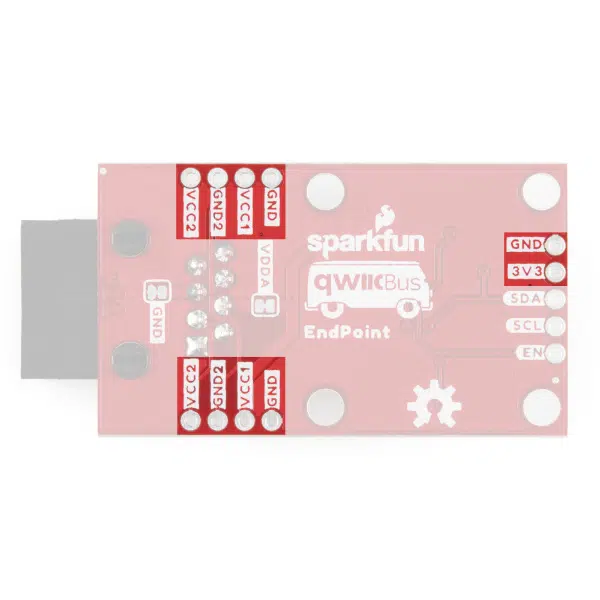 VCC2
GND2
VCC1
GND
VDDA
GND
sparkfun
qwiicBus
EndPoint
GND
3V3
SDA
SCL
EN
VCC2
GND2
VCC1
GND